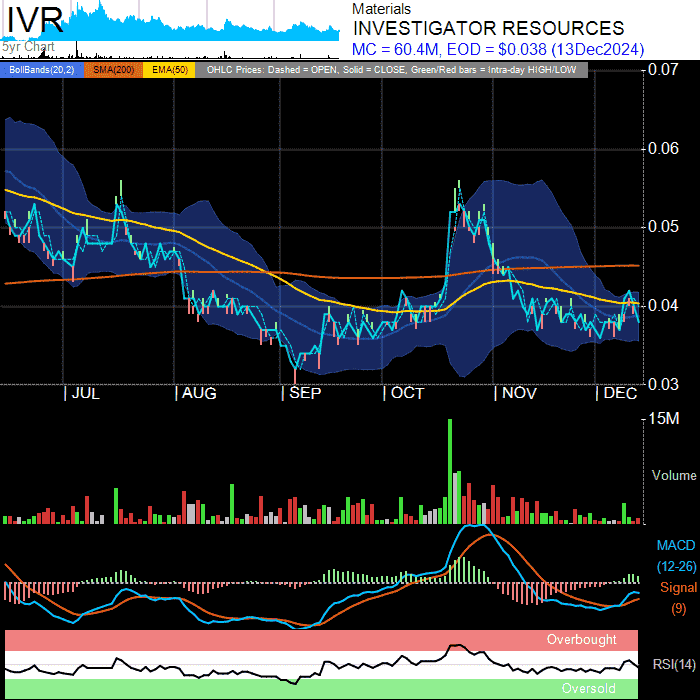 IVR
5yr Chart
Materials
INVESTIGATOR RESOURCES
MC = 60.4M, EOD = $0.038 (13Dec2024)
BollBands(20,2) SMA(200) EMA(50) OHLC Prices: Dashed = OPEN, Solid = CLOSE, Green/Red bars = Intra-day HIGH/LOW
0.07
0.06
0.05
0.04
0.03
| JUL | AUG | SEP | OCT | NOV | DEC
15M
Volume
MACD
(12-26)
Signal
(9)
Overbought
RSI(14)
Oversold